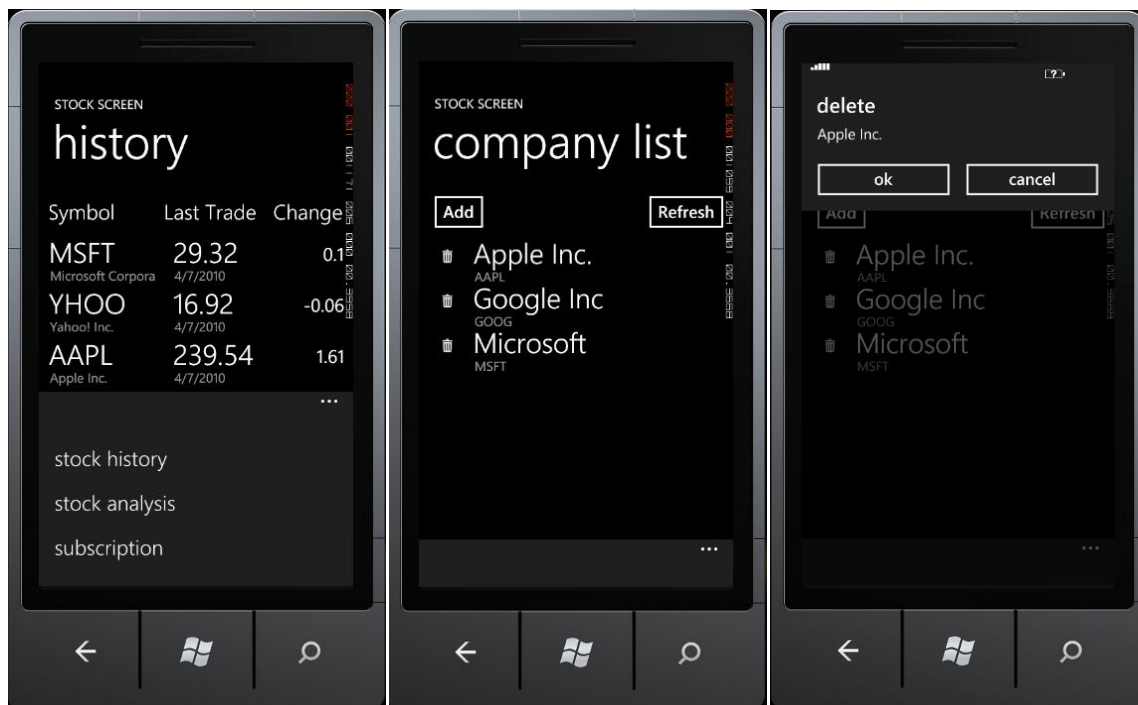 STOCK SCREEN
history
Symbol Last Trade Change
MSFT 29.32 0.1
Microsoft Corpora 4/7/2010
YHOO 16.92 -0.06
Yahoo! Inc. 4/7/2010
AAPL 239.54 1.61
Apple Inc. 4/7/2010
...
stock history
stock analysis
subscription
STOCK SCREEN
company list
Add Refresh
Apple Inc.
AAPL
Google Inc
GOOG
Microsoft
MSFT
...
delete
Apple Inc.
ok cancel
Add Refresh
Apple Inc.
AAPL
Google Inc
GOOG
Microsoft
MSFT
...